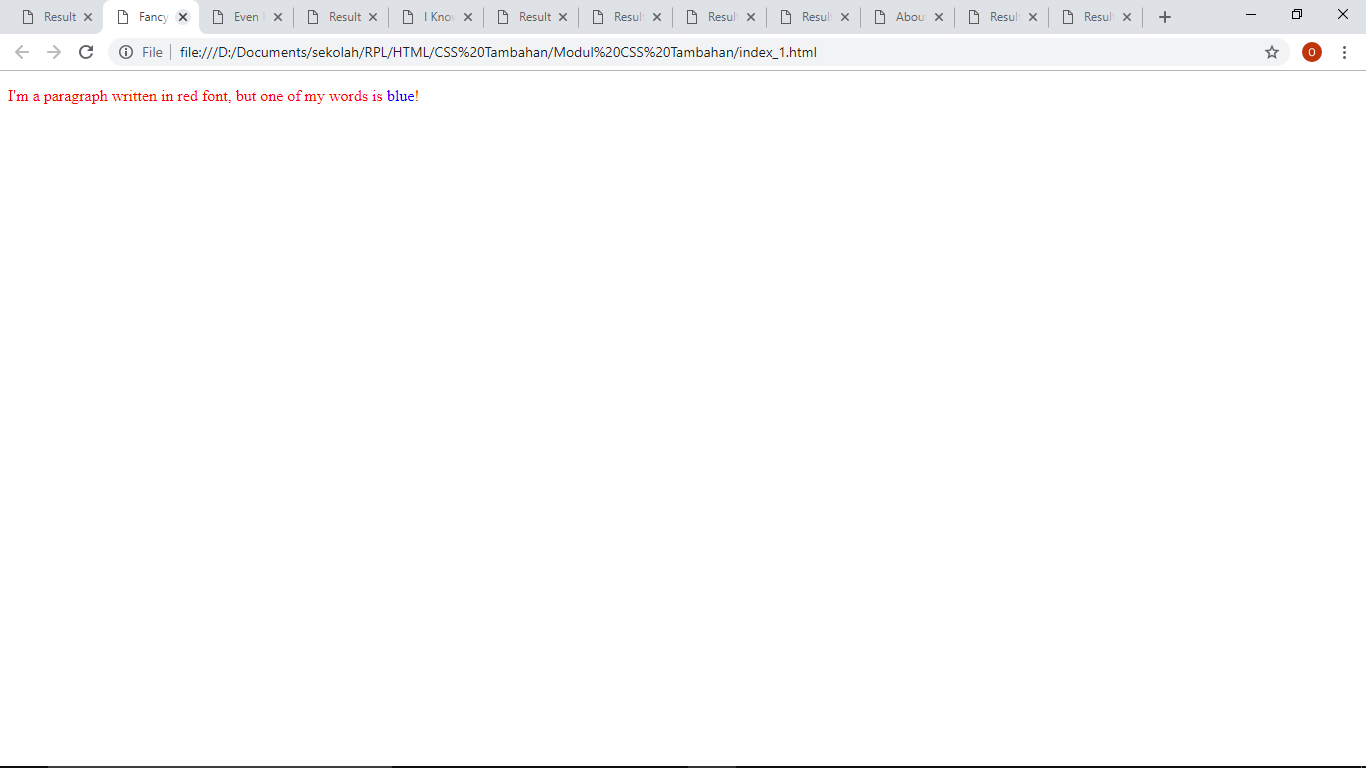 Result
Fancy
Even
Result
I Know
Result
Result
Result
Result
About
Result
Result
File
file:///D:/Documents/sekolah/RPL/HTML/CSS%20Tambahan/Modul%20CSS%20Tambahan/index_1.html
O
I'm a paragraph written in red font, but one of my words is blue!